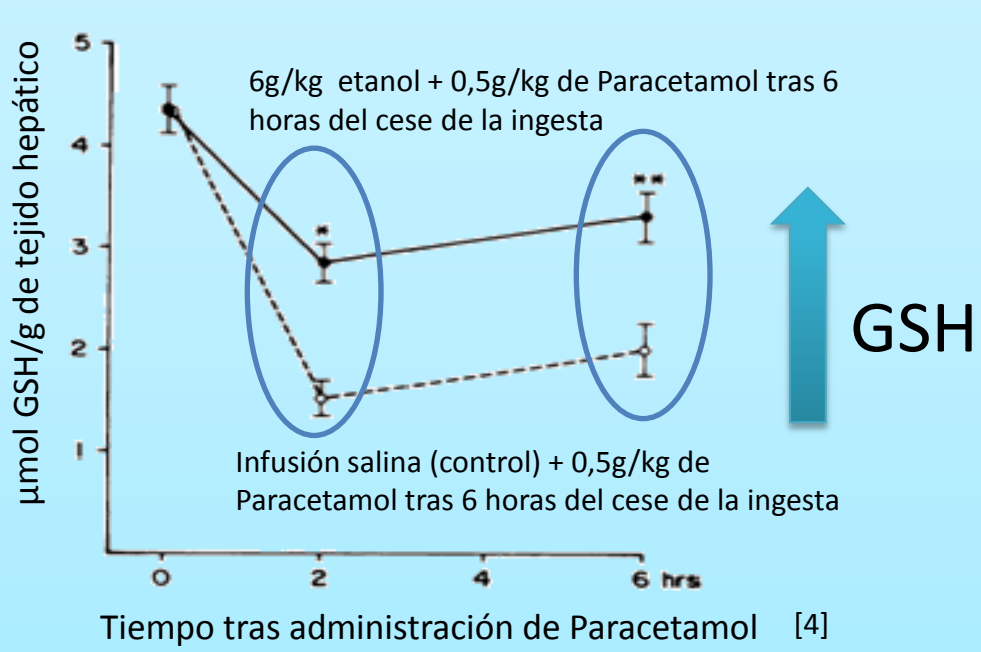 µmol GSH/g de tejido hepático
5
4
3
2
1
6g/kg etanol + 0,5g/kg de Paracetamol tras 6
horas del cese de la ingesta
*
**
GSH
Infusión salina (control) + 0,5g/kg de
Paracetamol tras 6 horas del cese de la ingesta
0 2 4 6 hrs
Tiempo tras administración de Paracetamol [4]